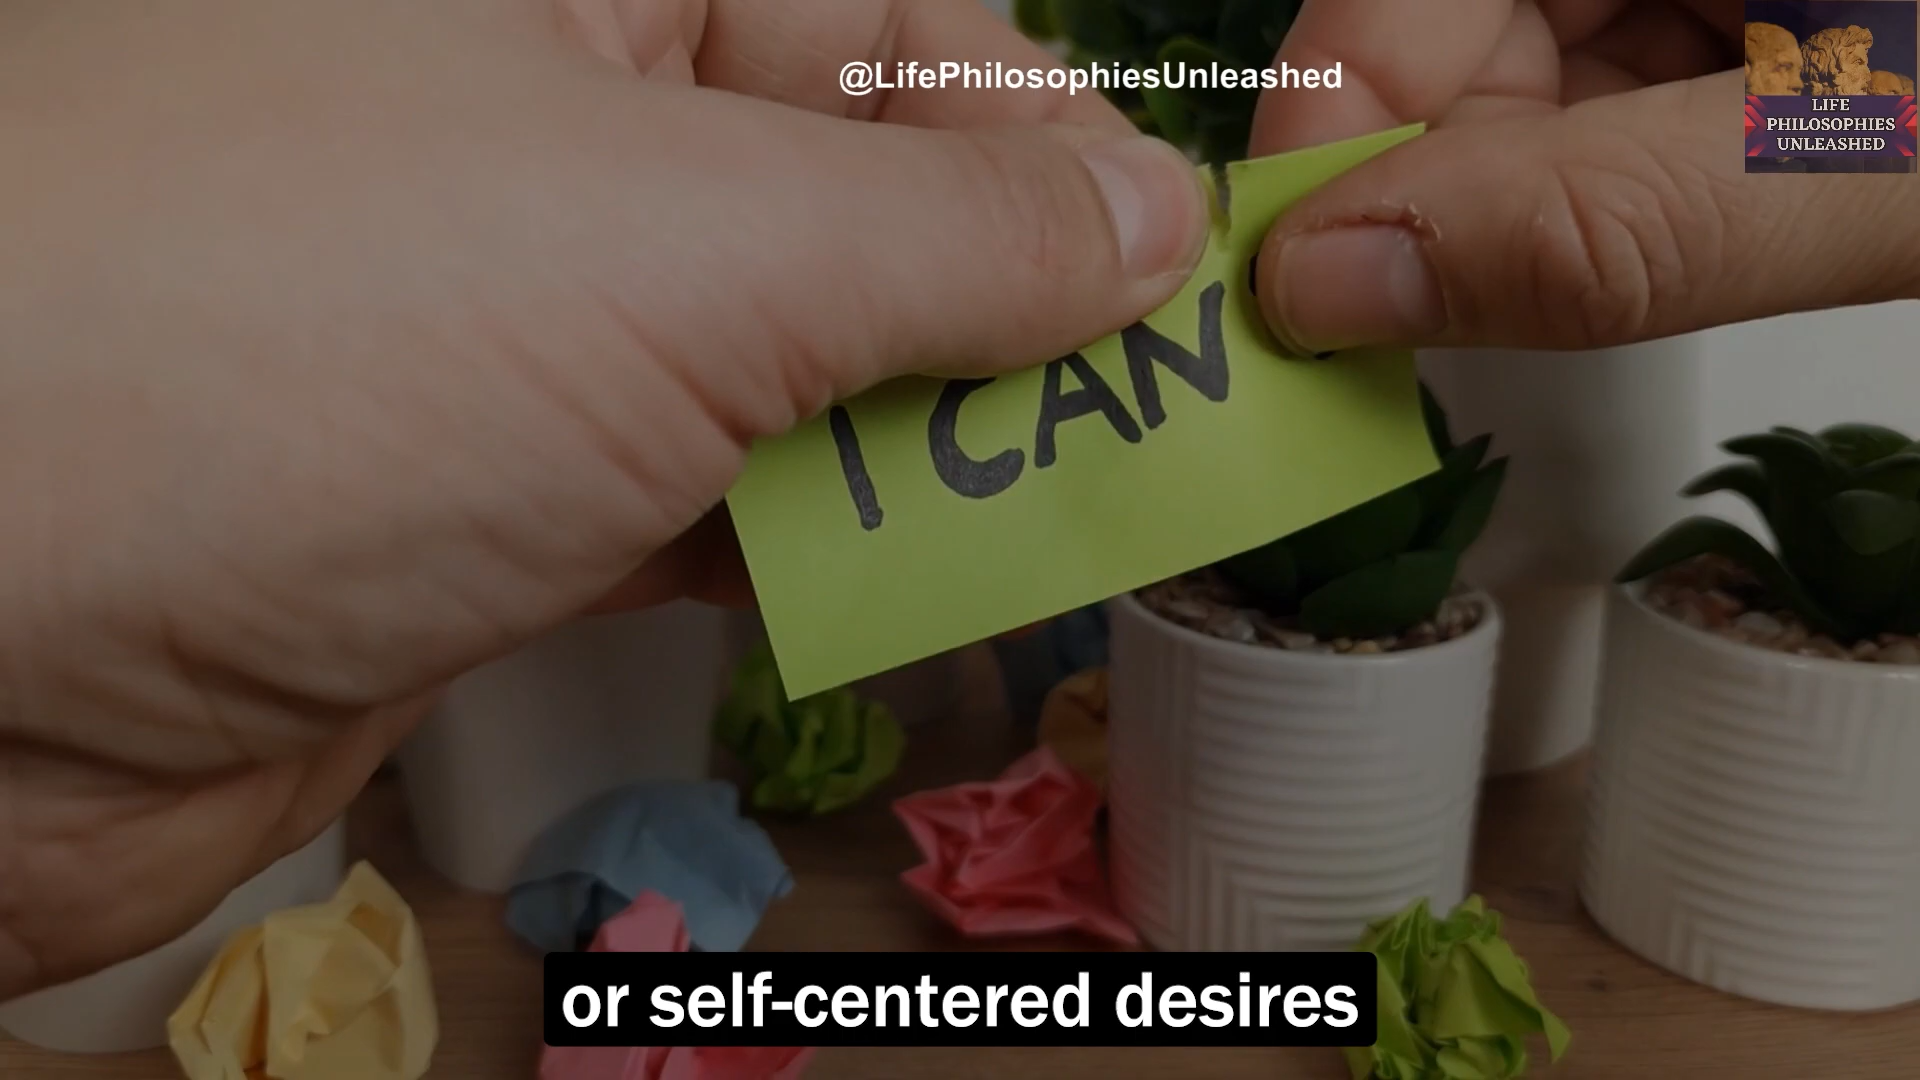 @LifePhilosophiesUnleashed
LIFE
PHILOSOPHIES
UNLEASHED
I CAN
or self-centered desires